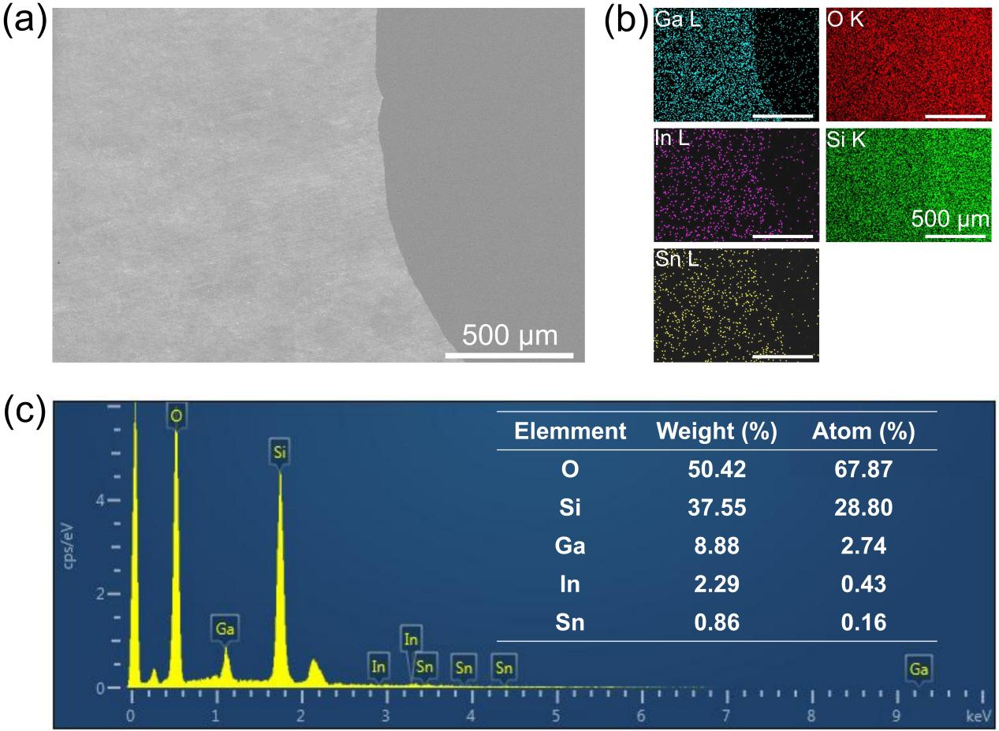 (a)
500 μm
(b)
Ga L
O K
In L
Si K
500 μm
Sn L
(c)
Elemment Weight (%) Atom (%)
O 50.42 67.87
Si 37.55 28.80
Ga 8.88 2.74
In 2.29 0.43
Sn 0.86 0.16
cps/eV
4
2
0
O
Si
Ga
In
In
Sn
Sn
Sn
Ga
0 1 2 3 4 5 6 7 8 9 keV